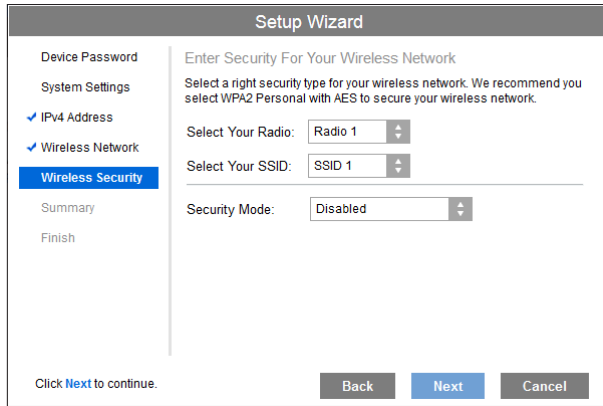 Setup Wizard
Device Password
System Settings
IPv4 Address
Wireless Network
Wireless Security
Summary
Finish
Enter Security For Your Wireless Network
Select a right security type for your wireless network. We recommend you
select WPA2 Personal with AES to secure your wireless network.
Select Your Radio: Radio 1
Select Your SSID: SSID 1
Security Mode: Disabled
Click Next to continue.
Back Next Cancel